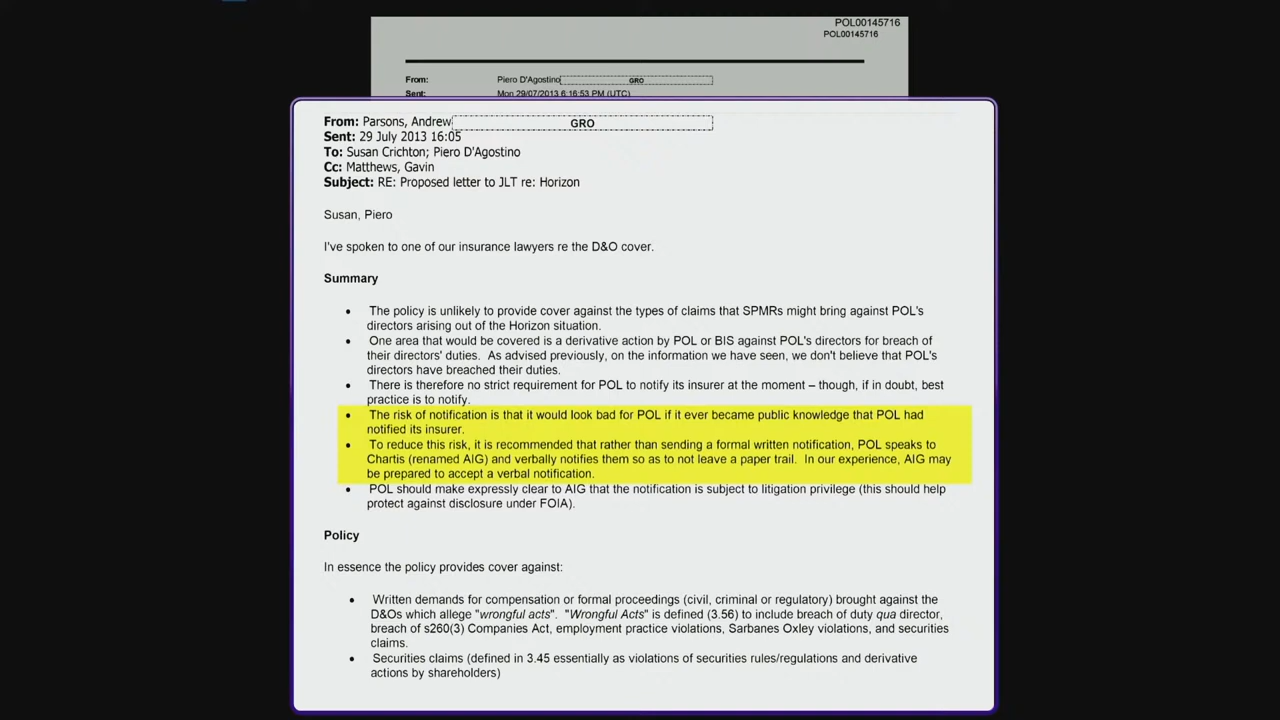 POL00145716
POL00145716
From: Piero D'Agostino GRO
Sent: Mon 29/07/2013 6:16:53 PM (UTC)
From: Parsons, Andrew GRO
Sent: 29 July 2013 16:05
To: Susan Crichton; Piero D'Agostino
Cc: Matthews, Gavin
Subject: RE: Proposed letter to JLT re: Horizon
Susan, Piero
I've spoken to one of our insurance lawyers re the D&O cover.
Summary
• The policy is unlikely to provide cover against the types of claims that SPMRs might bring against POL's
directors arising out of the Horizon situation.
• One area that would be covered is a derivative action by POL or BIS against POL's directors for breach of
their directors' duties. As advised previously, on the information we have seen, we don't believe that POL's
directors have breached their duties.
• There is therefore no strict requirement for POL to notify its insurer at the moment – though, if in doubt, best
practice is to notify.
• The risk of notification is that it would look bad for POL if it ever became public knowledge that POL had
notified its insurer.
• To reduce this risk, it is recommended that rather than sending a formal written notification, POL speaks to
Chartis (renamed AIG) and verbally notifies them so as to not leave a paper trail. In our experience, AIG may
be prepared to accept a verbal notification.
• POL should make expressly clear to AIG that the notification is subject to litigation privilege (this should help
protect against disclosure under FOIA).
Policy
In essence the policy provides cover against:
• Written demands for compensation or formal proceedings (civil, criminal or regulatory) brought against the
D&Os which allege "wrongful acts". "Wrongful Acts" is defined (3.56) to include breach of duty qua director,
breach of s260(3) Companies Act, employment practice violations, Sarbanes Oxley violations, and securities
claims.
• Securities claims (defined in 3.45 essentially as violations of securities rules/regulations and derivative
actions by shareholders)